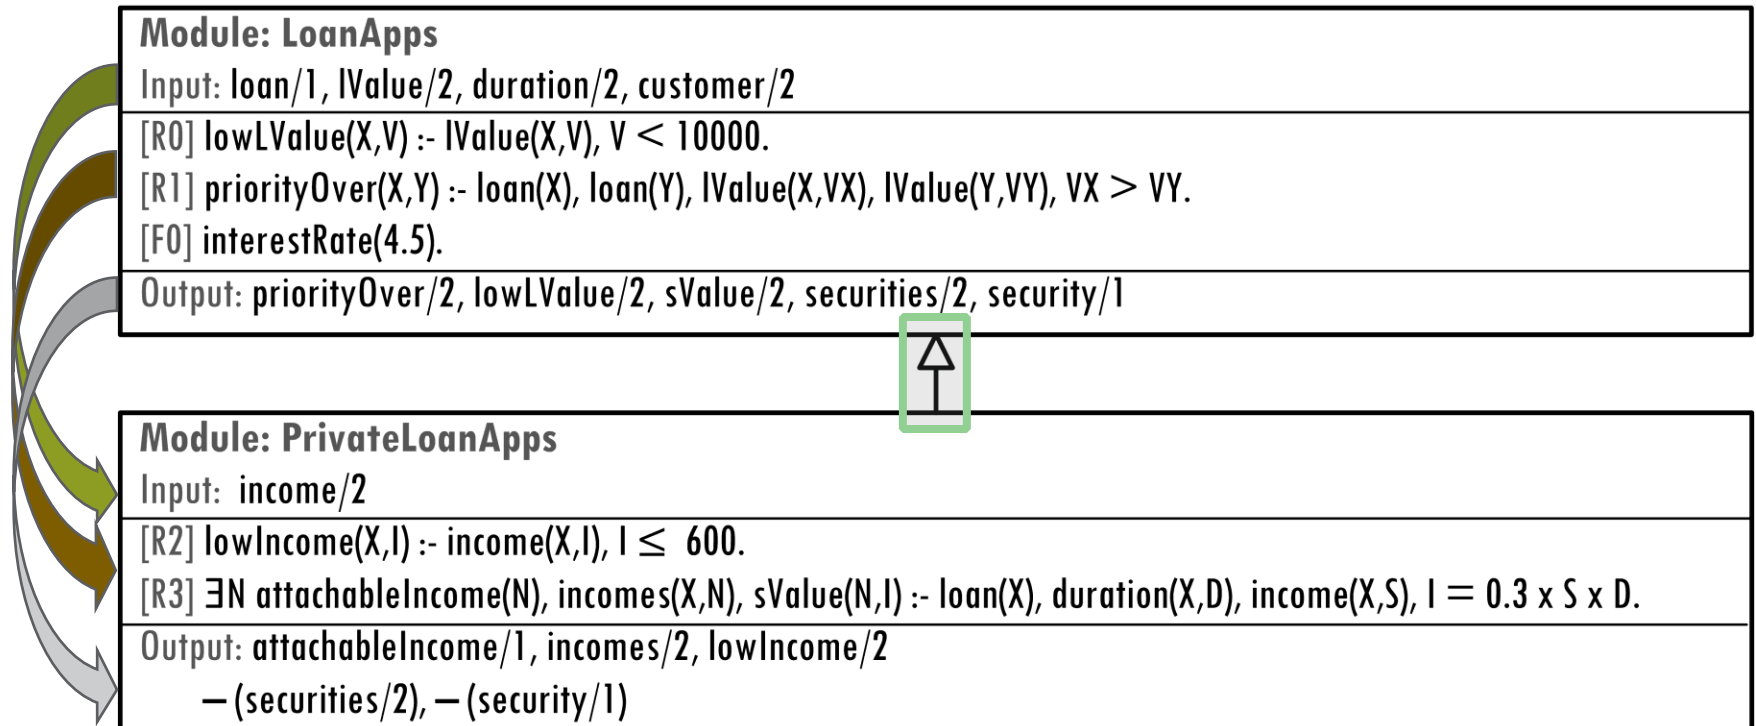 Module: LoanApps
Input: loan/1, lValue/2, duration/2, customer/2
[R0] lowLValue(X,V) :- lValue(X,V), V < 10000.
[R1] priorityOver(X,Y) :- loan(X), loan(Y), lValue(X,VX), lValue(Y,VY), VX > VY.
[F0] interestRate(4.5).
Output: priorityOver/2, lowLValue/2, sValue/2, securities/2, security/1
Module: PrivateLoanApps
Input: income/2
[R2] lowIncome(X,I) :- income(X,I), I ≤ 600.
[R3] ∃N attachableIncome(N), incomes(X,N), sValue(N,I) :- loan(X), duration(X,D), income(X,S), I = 0.3 x S x D.
Output: attachableIncome/1, incomes/2, lowIncome/2
– (securities/2), – (security/1)